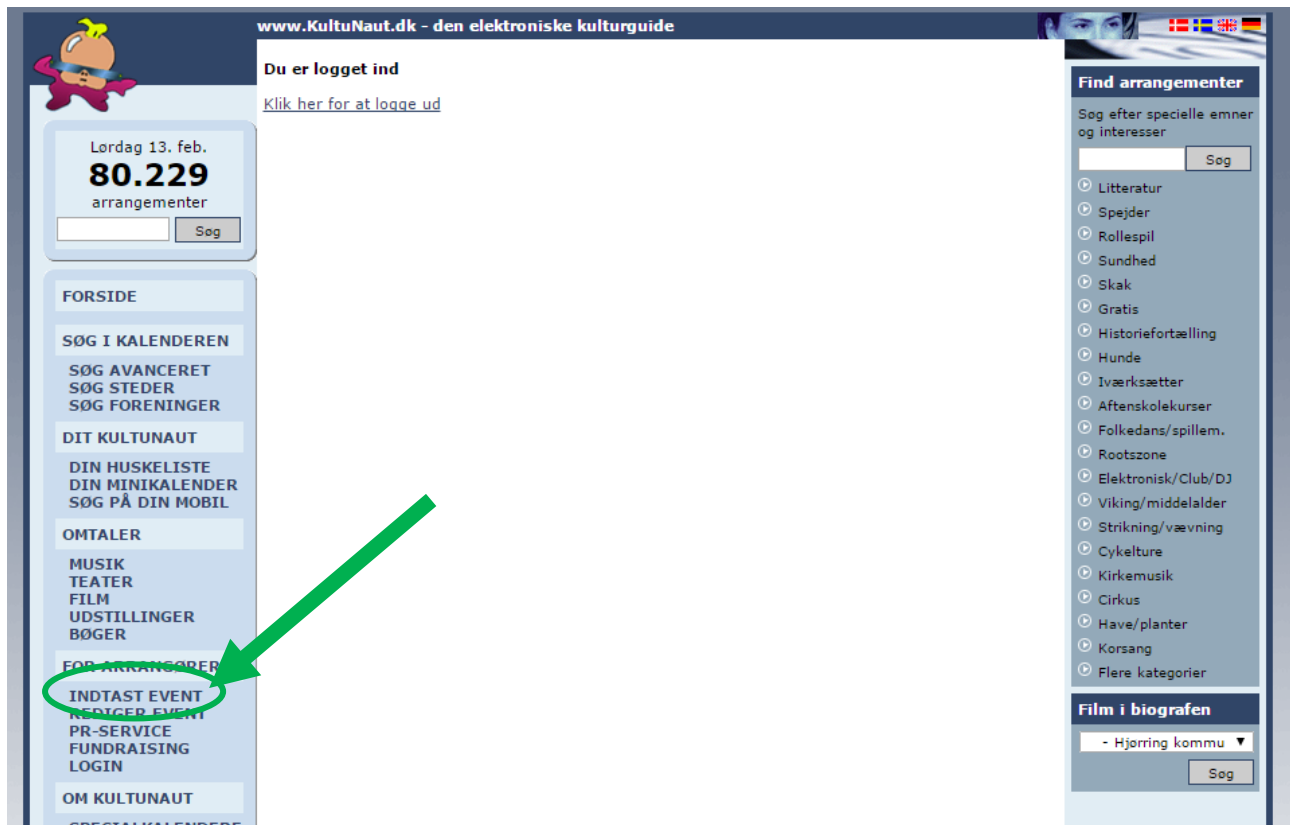 www.KultuNaut.dk - den elektroniske kulturguide
Du er logget ind
Klik her for at logge ud
Lørdag 13. feb.
80.229
arrangementer
Søg
FORSIDE
SØG I KALENDEREN
SØG AVANCERET
SØG STEDER
SØG FORENINGER
DIT KULTUNAUT
DIN HUSKELISTE
DIN MINIKALENDER
SØG PÅ DIN MOBIL
OMTALER
MUSIK
TEATER
FILM
UDSTILLINGER
BØGER
FOR ARRANGØRER
INDTAST EVENT
REDIGER EVENT
PR-SERVICE
FUNDRAISING
LOGIN
OM KULTUNAUT
SPECIALKALENDERE
Find arrangementer
Søg efter specielle emner
og interesser
Søg
Litteratur
Spejder
Rollespil
Sundhed
Skak
Gratis
Historiefortælling
Hunde
Iværksætter
Aftenskolekurser
Folkedans/spillem.
Rootszone
Elektronisk/Club/DJ
Viking/middelalder
Strikning/vævning
Cykelture
Kirkemusik
Cirkus
Have/planter
Korsang
Flere kategorier
Film i biografen
- Hjørring kommu
Søg